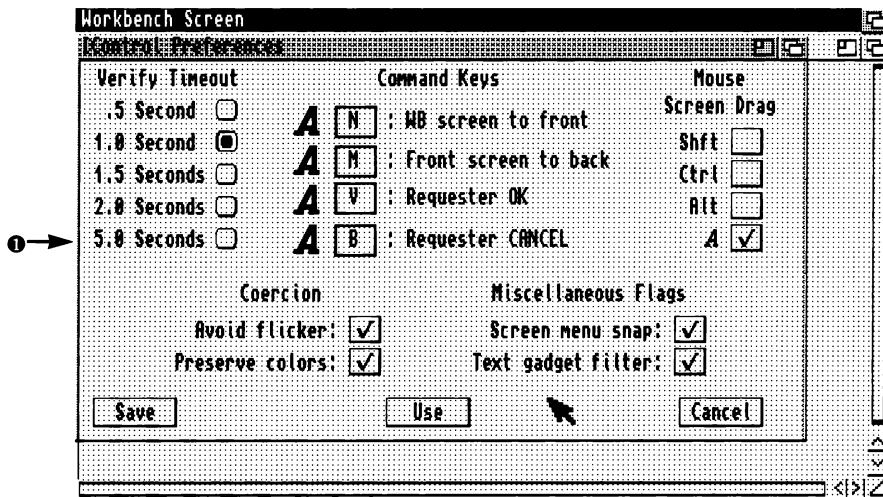 Workbench Screen
IControl Preferences
Verify Timeout
.5 Second
1.0 Second
1.5 Seconds
2.0 Seconds
5.0 Seconds
Command Keys
A N : WB screen to front
A M : Front screen to back
A V : Requester OK
A B : Requester CANCEL
Mouse
Screen Drag
Shft
Ctrl
Alt
A
1
Coercion
Avoid flicker:
Preserve colors:
Miscellaneous Flags
Screen menu snap:
Text gadget filter:
Save
Use
Cancel